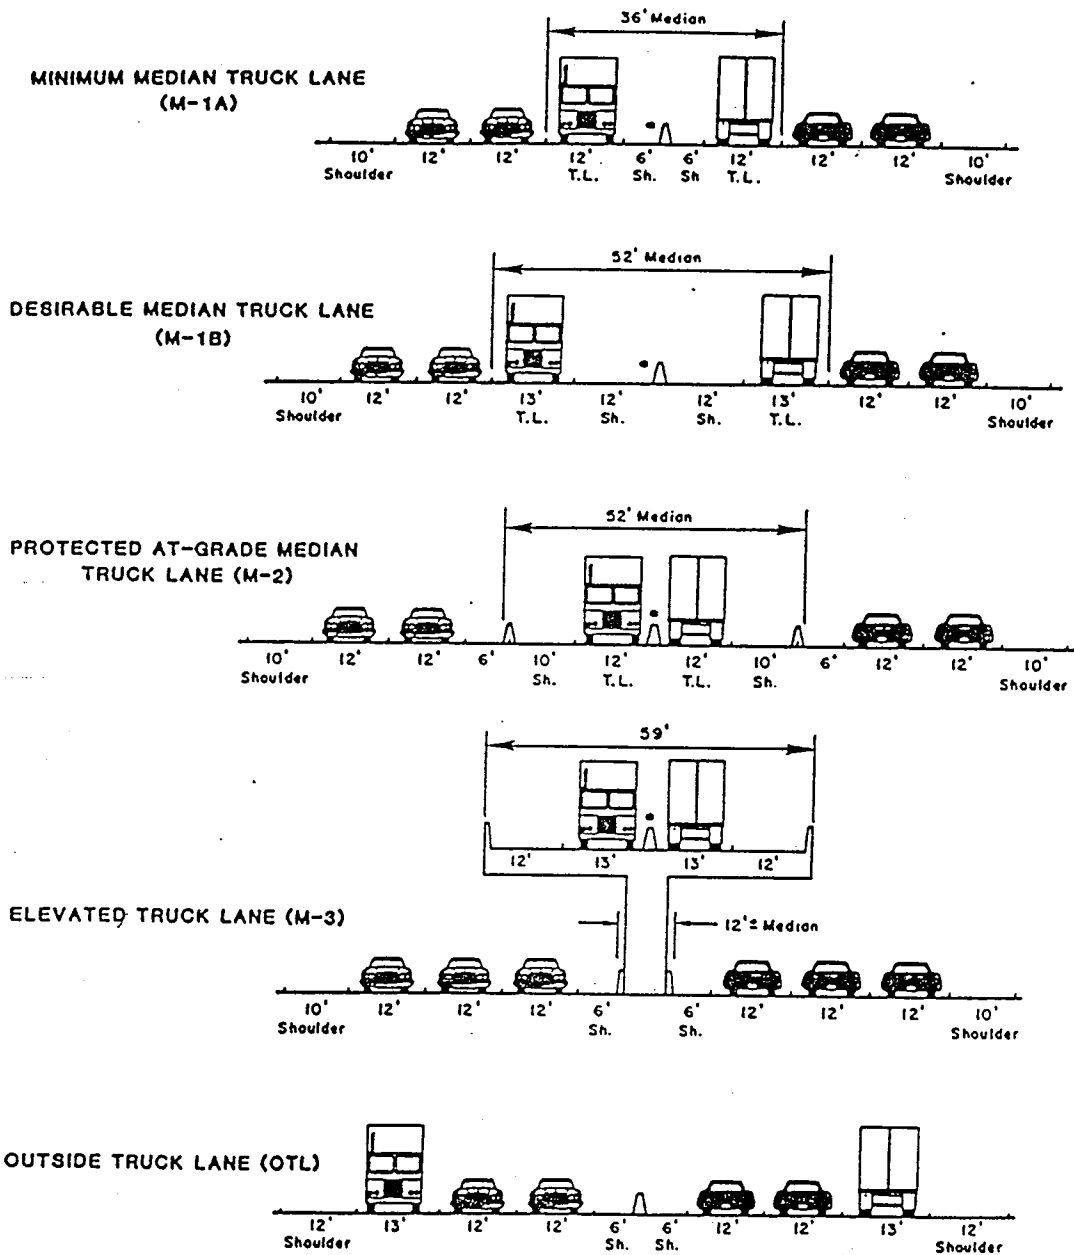 36' Median
MINIMUM MEDIAN TRUCK LANE
(M-1A)
10' 12' 12' 12' 6' 6' 12' 12' 12' 10'
Shoulder T.L. Sh. Sh T.L. Shoulder
52' Median
DESIRABLE MEDIAN TRUCK LANE
(M-1B)
10' 12' 12' 13' 12' 12' 13' 12' 12' 10'
Shoulder T.L. Sh. Sh. T.L. Shoulder
52' Median
PROTECTED AT-GRADE MEDIAN
TRUCK LANE (M-2)
10' 12' 12' 6' 10' 12' 12' 10' 6' 12' 12' 10'
Shoulder Sh. T.L. T.L. Sh. Shoulder
59'
12' 13' 13' 12'
ELEVATED TRUCK LANE (M-3)
12'± Median
10' 12' 12' 12' 6' 6' 12' 12' 12' 10'
Shoulder Sh. Sh. Shoulder
OUTSIDE TRUCK LANE (OTL)
12' 13' 12' 12' 6' 6' 12' 12' 13' 12'
Shoulder Sh. Sh. Shoulder